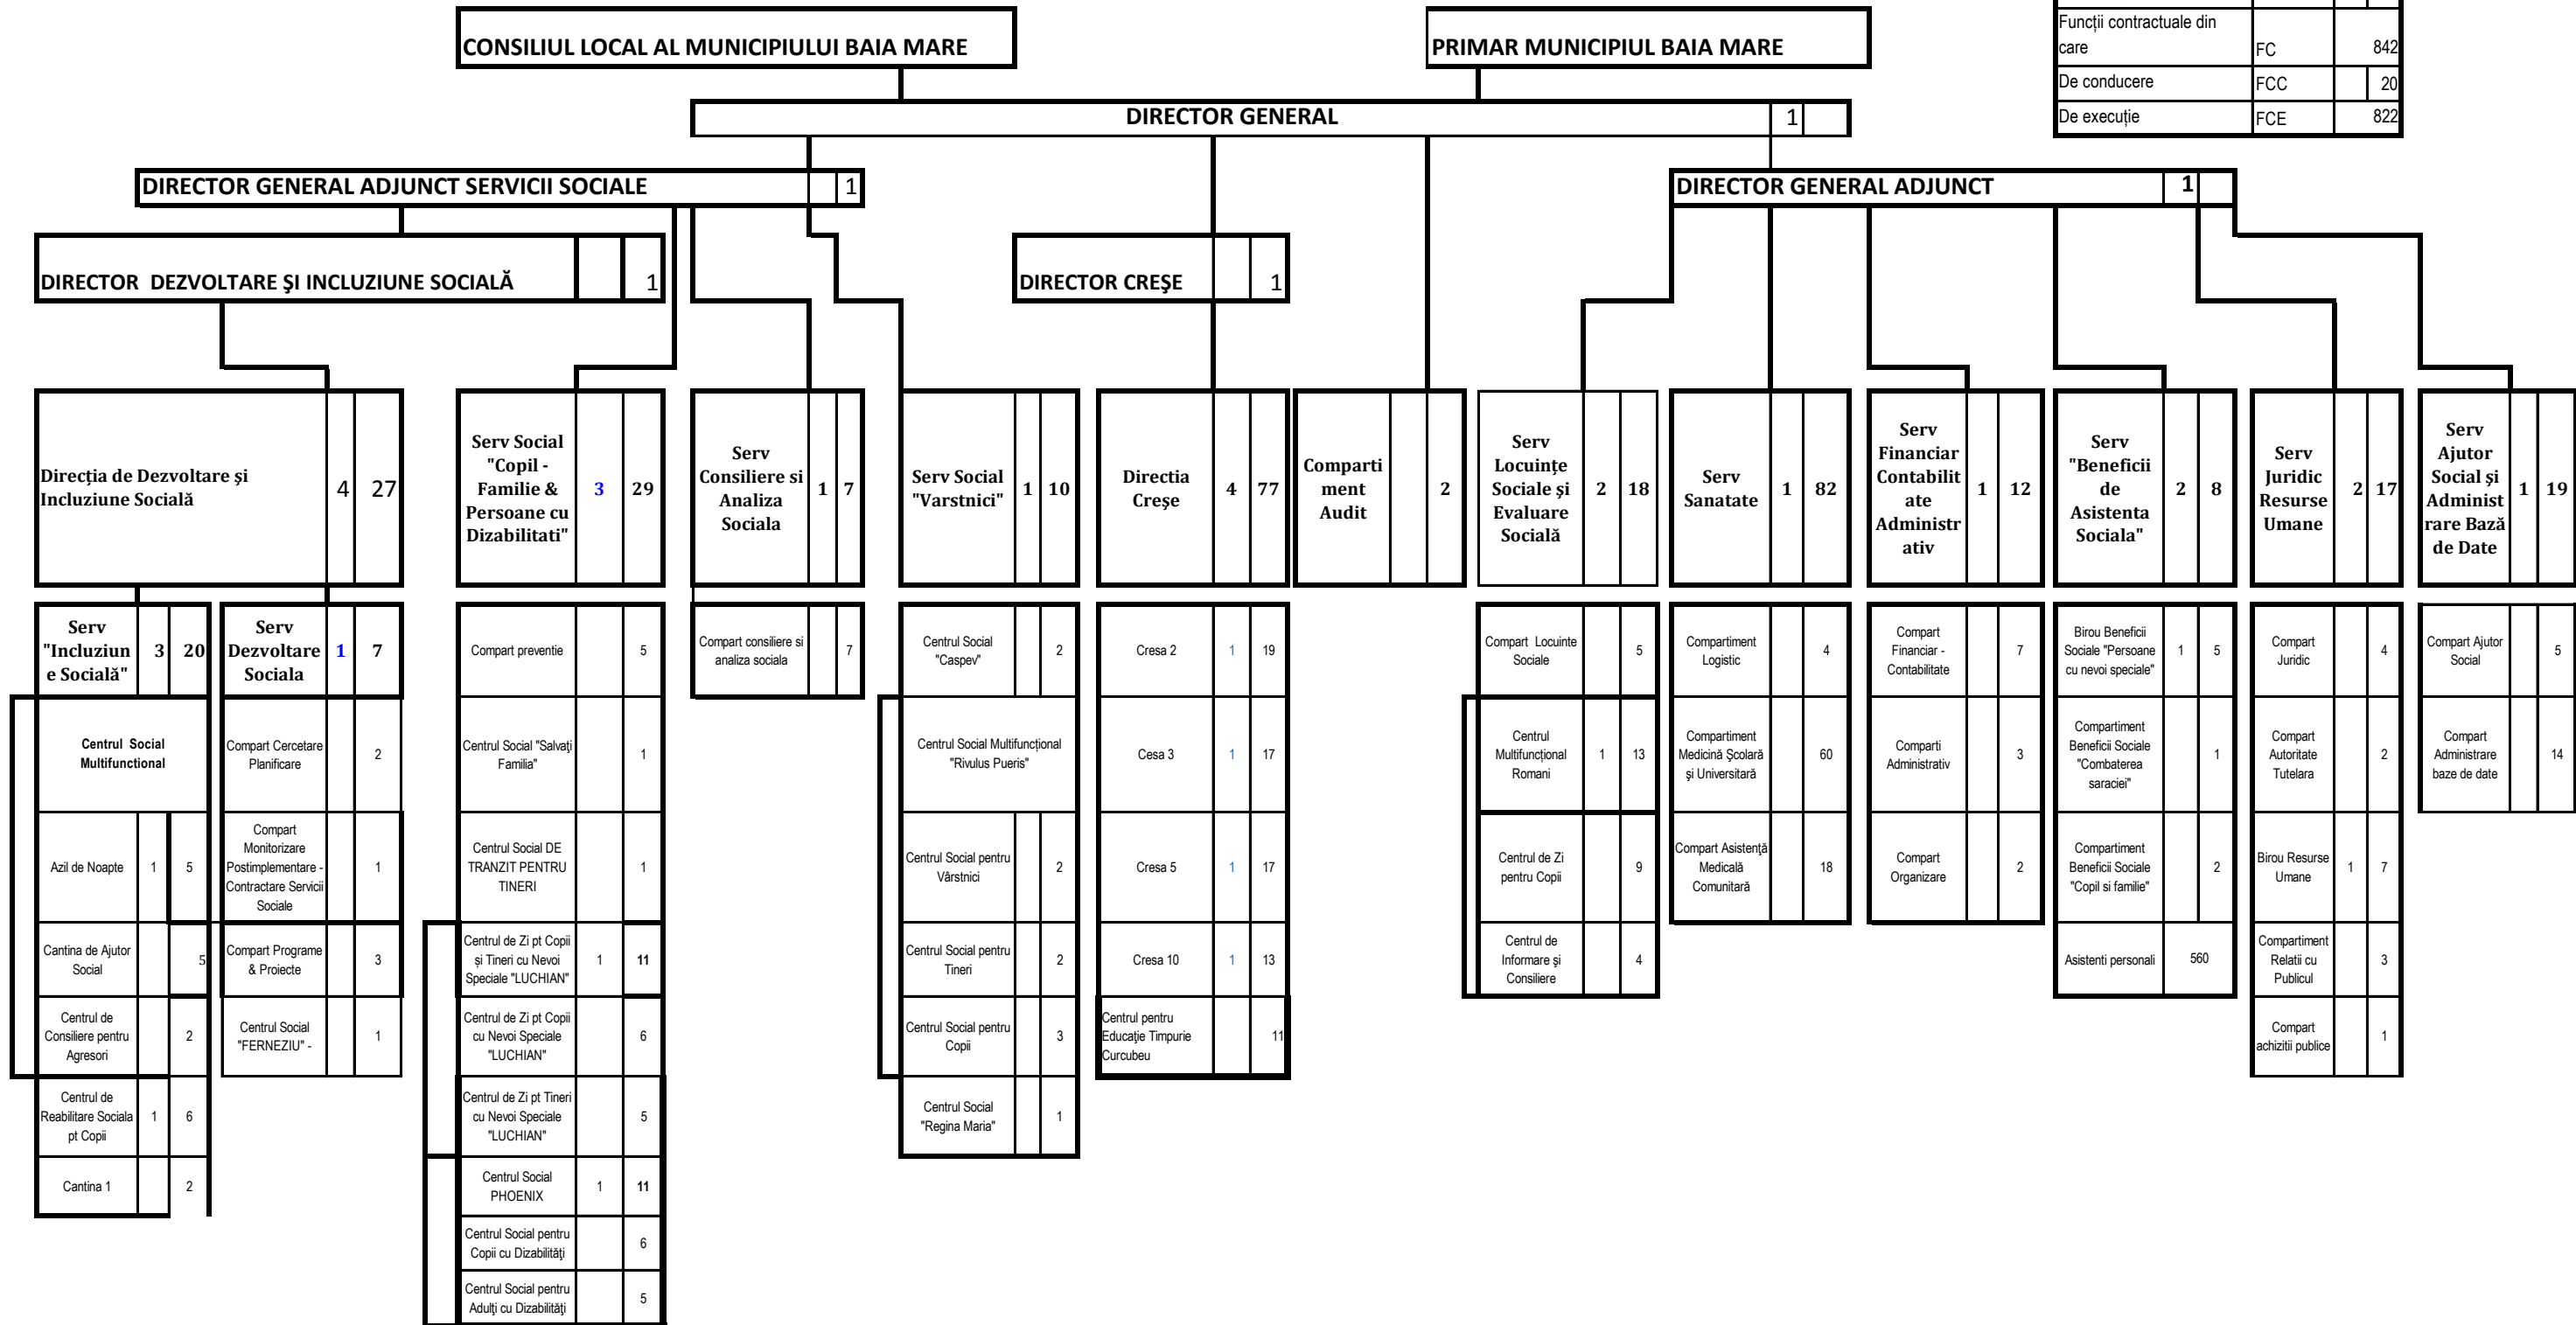 CONSILIUL LOCAL AL MUNICIPIULUI BAIA MARE
PRIMAR MUNICIPIUL BAIA MARE
Funcții contractuale din
care FC 842
De conducere FCC 20
De execuție FCE 822
DIRECTOR GENERAL 1
DIRECTOR GENERAL ADJUNCT SERVICII SOCIALE 1
DIRECTOR GENERAL ADJUNCT 1
DIRECTOR DEZVOLTARE ŞI INCLUZIUNE SOCIALĂ 1
DIRECTOR CREŞE 1
Direcția de Dezvoltare și
Incluziune Socială
4 27
Serv Social
"Copil -
Familie &
Persoane cu
Dizabilitati"
3 29
Serv
Consiliere si
Analiza
Sociala
1 7
Serv Social
"Varstnici"
1 10
Directia
Creșe
4 77
Comparti
ment
Audit
2
Serv
Locuințe
Sociale și
Evaluare
Socială
2 18
Serv
Sanatate
1 82
Serv
Financiar
Contabilit
ate
Administr
ativ
1 12
Serv
"Beneficii
de
Asistenta
Sociala"
2 8
Serv
Juridic
Resurse
Umane
2 17
Serv
Ajutor
Social și
Administ
rare Bază
de Date
1 19
Serv
"Incluziun
e Socială"
3 20
Centrul Social
Multifunctional
Azil de Noapte 1 5
Cantina de Ajutor
Social
5
Centrul de
Consiliere pentru
Agresori
2
Centrul de
Reabilitare Sociala
pt Copii
1 6
Cantina 1 2
Serv
Dezvoltare
Sociala
1 7
Compart Cercetare
Planificare
2
Compart
Monitorizare
Postimplementare -
Contractare Servicii
Sociale
1
Compart Programe
& Proiecte
3
Centrul Social
"FERNEZIU" -
1
Compart preventie 5
Centrul Social "Salvați
Familia"
1
Centrul Social DE
TRANZIT PENTRU
TINERI
1
Centrul de Zi pt Copii
și Tineri cu Nevoi
Speciale "LUCHIAN"
1 11
Centrul de Zi pt Copii
cu Nevoi Speciale
"LUCHIAN"
6
Centrul de Zi pt Tineri
cu Nevoi Speciale
"LUCHIAN"
5
Centrul Social
PHOENIX
1 11
Centrul Social pentru
Copii cu Dizabilităţi
6
Centrul Social pentru
Adulţi cu Dizabilităţi
5
Compart consiliere si
analiza sociala
7
Centrul Social
"Caspev"
2
Centrul Social Multifuncțional
"Rivulus Pueris"
Centrul Social pentru
Vârstnici
2
Centrul Social pentru
Tineri
2
Centrul Social pentru
Copii
3
Centrul Social
"Regina Maria"
1
Cresa 2 1 19
Cesa 3 1 17
Cresa 5 1 17
Cresa 10 1 13
Centrul pentru
Educaţie Timpurie
Curcubeu
11
Compart Locuinte
Sociale
5
Centrul
Multifuncțional
Romani
1 13
Centrul de Zi
pentru Copii
9
Centrul de
Informare şi
Consiliere
4
Compartiment
Logistic
4
Compartiment
Medicină Școlară
și Universitară
60
Compart Asistență
Medicală
Comunitară
18
Compart
Financiar -
Contabilitate
7
Comparti
Administrativ
3
Compart
Organizare
2
Birou Beneficii
Sociale "Persoane
cu nevoi speciale"
1 5
Compartiment
Beneficii Sociale
"Combaterea
saraciei"
1
Compartiment
Beneficii Sociale
"Copil si familie"
2
Asistenti personali 560
Compart
Juridic
4
Compart
Autoritate
Tutelara
2
Birou Resurse
Umane
1 7
Compartiment
Relatii cu
Publicul
3
Compart
achizitii publice
1
Compart Ajutor
Social
5
Compart
Administrare
baze de date
14